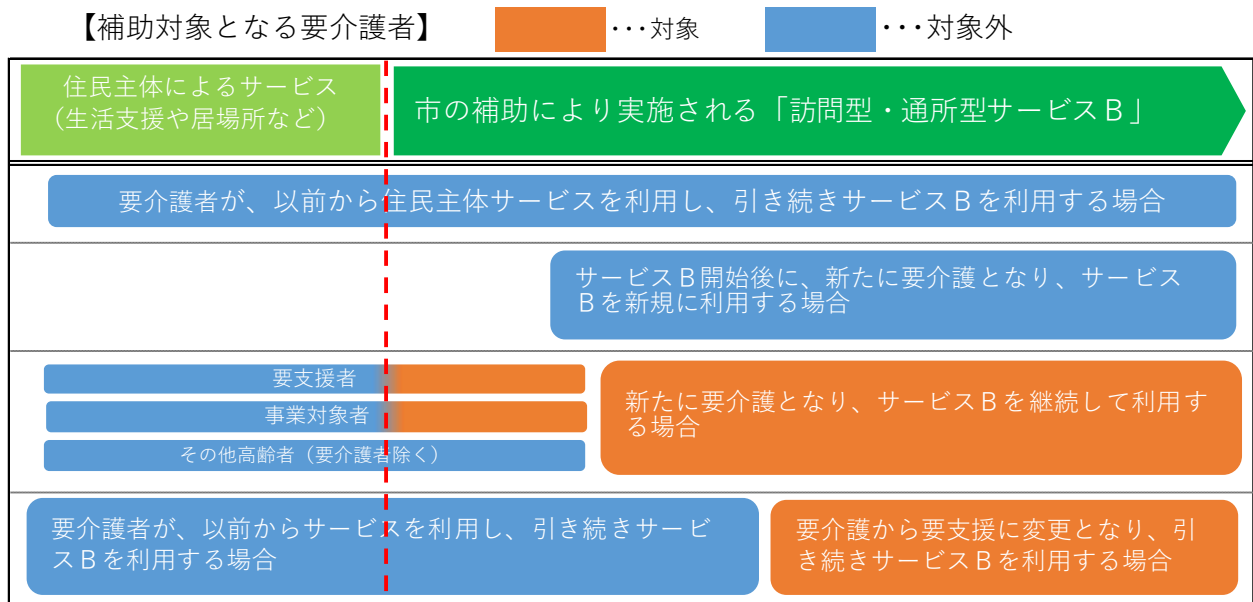 【補助対象となる要介護者】
･･･対象
･･･対象外
住民主体によるサービス
（生活支援や居場所など）
市の補助により実施される「訪問型・通所型サービスＢ」
要介護者が、以前から住民主体サービスを利用し、引き続きサービスＢを利用する場合
サービスＢ開始後に、新たに要介護となり、サービス
Ｂを新規に利用する場合
要支援者
事業対象者
その他高齢者（要介護者除く）
新たに要介護となり、サービスＢを継続して利用す
る場合
要介護者が、以前からサービスを利用し、引き続きサービ
スＢを利用する場合
要介護から要支援に変更となり、引
き続きサービスＢを利用する場合